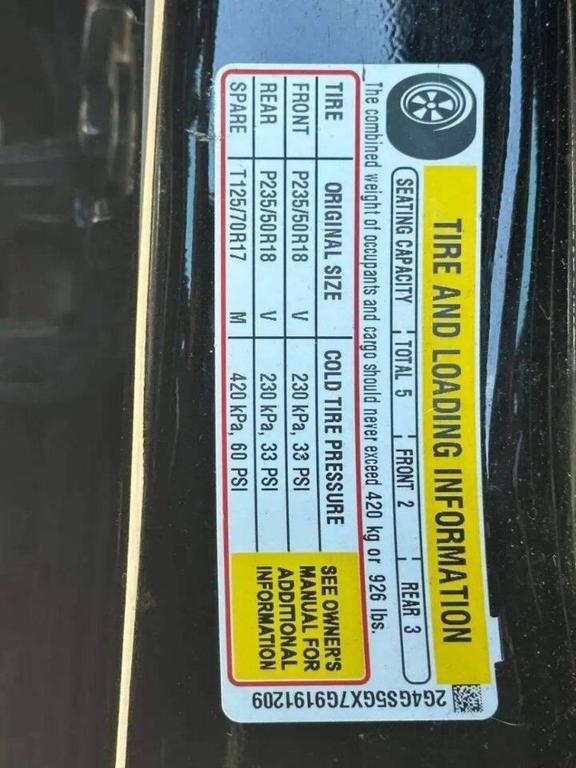 TIRE AND LOADING INFORMATION
SEATING CAPACITY TOTAL 5 FRONT 2 REAR 3
The combined weight of occupants and cargo should never exceed 420 kg or 926 lbs.
TIRE ORIGINAL SIZE COLD TIRE PRESSURE
FRONT P235/50R18 V 230 kPa, 33 PSI
REAR P235/50R18 V 230 kPa, 33 PSI
SPARE T125/70R17 M 420 kPa, 60 PSI
SEE OWNER'S
MANUAL FOR
ADDITIONAL
INFORMATION
2G4GS5GX7G9191209